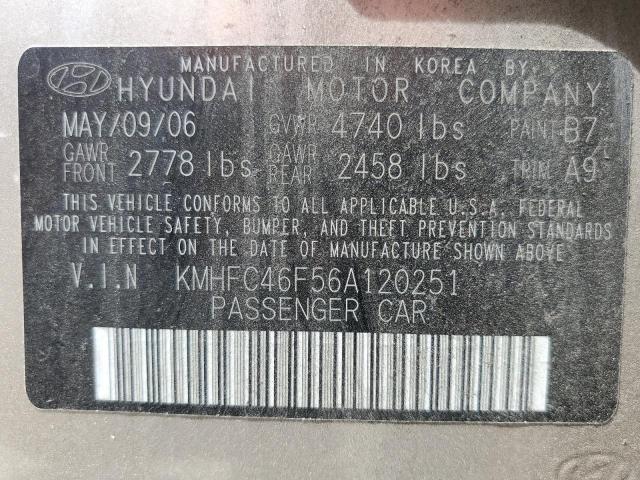 MANUFACTURED IN KOREA BY:
HYUNDAI MOTOR COMPANY
MAY/09/06 GVWR 4740 lbs PAINT B7
GAWR FRONT 2778 lbs GAWR REAR 2458 lbs TRIM A9
THIS VEHICLE CONFORMS TO ALL APPLICABLE U.S.A. FEDERAL
MOTOR VEHICLE SAFETY, BUMPER, AND THEFT PREVENTION STANDARDS
IN EFFECT ON THE DATE OF MANUFACTURE SHOWN ABOVE.
V.I.N KMHFC46F56A120251
PASSENGER CAR